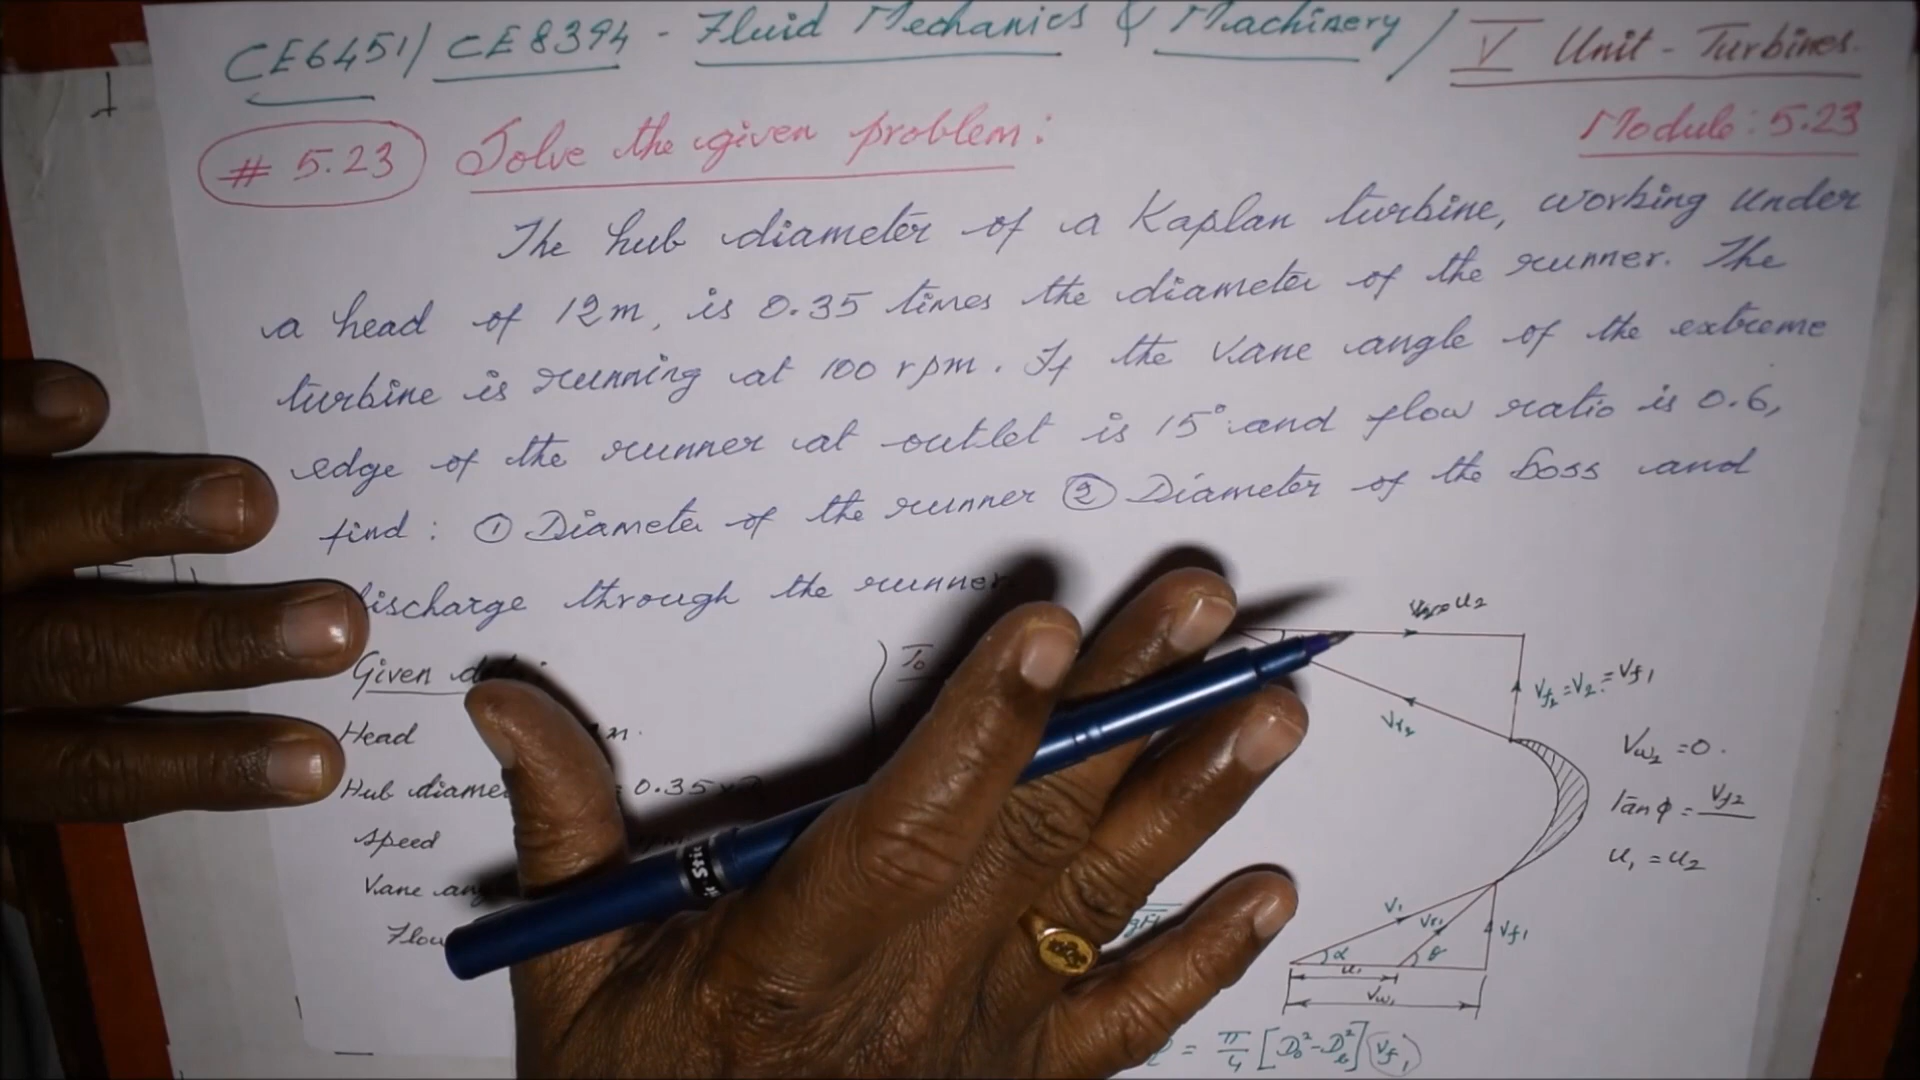 CE6451/ CE8394 - Fluid Mechanics & Machinery / V Unit - Turbines.
# 5.23 Solve the given problem: Module: 5.23
The hub diameter of a Kaplan turbine, working under
a head of 12m, is 0.35 times the diameter of the runner. The
turbine is running at 100 rpm. If the vane angle of the extreme
edge of the runner at outlet is 15° and flow ratio is 0.6,
find: ① Diameter of the runner ② Diameter of the boss and
discharge through the runner
Given
To
Head m.
Hub 0.35
Speed
Vane
u2
Vf2 = V2 = Vf1
Vr2
Vw2 = 0.
tan φ = Vf2
u1 = u2
V1 Vr1 Vf1
α θ
u1
Vw1
= π/4 [Do² - Db²] (Vf1)